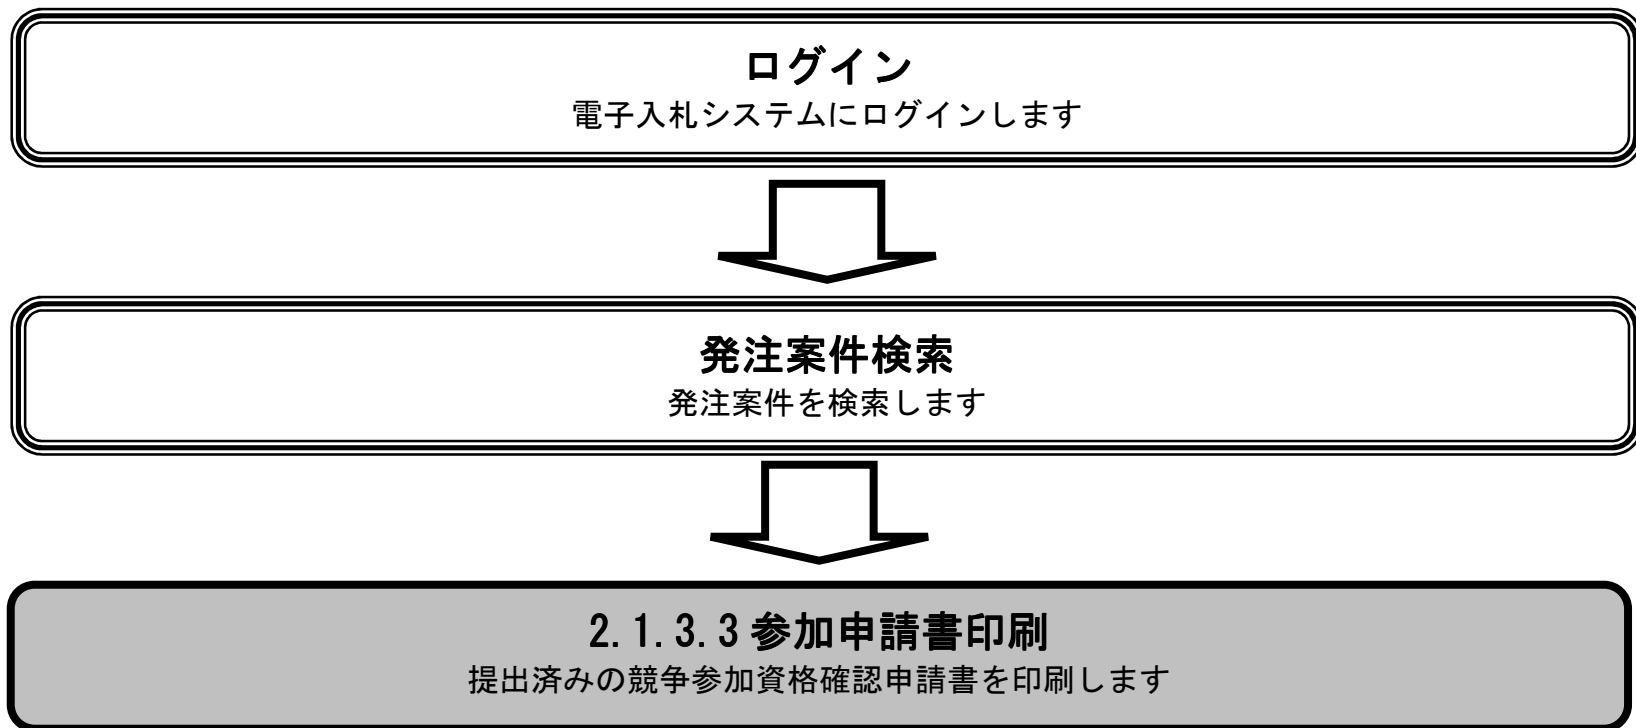 ログイン
電子入札システムにログインします
発注案件検索
発注案件を検索します
2.1.3.3 参加申請書印刷
提出済みの競争参加資格確認申請書を印刷します